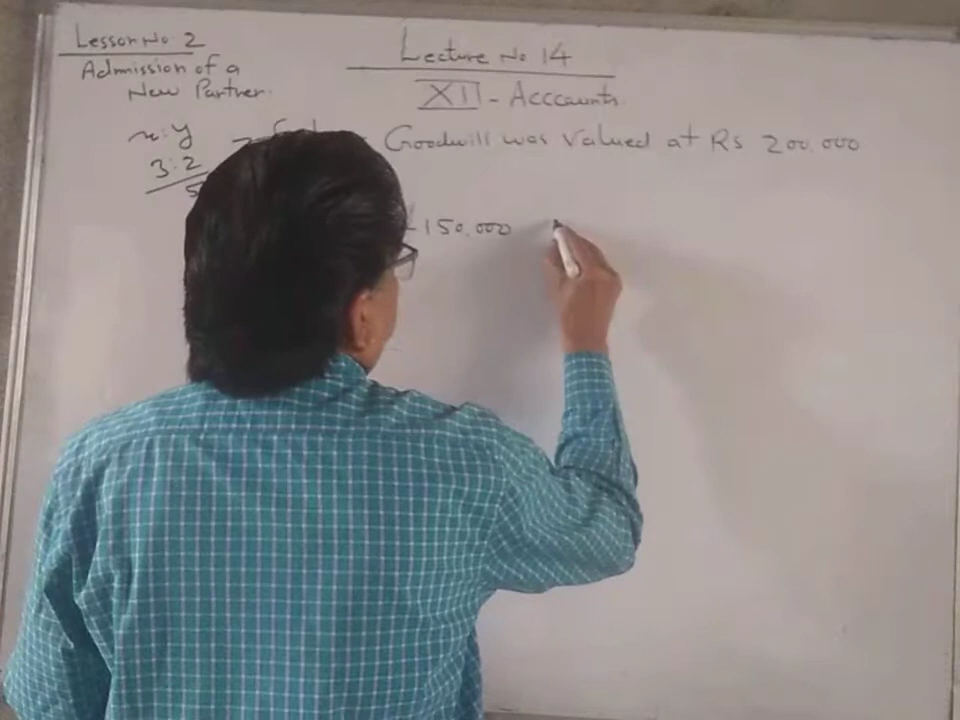 Lesson No 2
Admission of a
New Partner.
Lecture No 14
XII - Acccounts.
x:y
3:2
5
Goodwill was valued at Rs 200,000
150,000